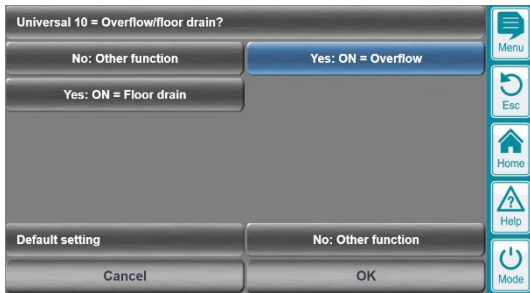 Universal 10 = Overflow/floor drain?
No: Other function
Yes: ON = Overflow
Yes: ON = Floor drain
Default setting
No: Other function
Cancel
OK
Menu
Esc
Home
?
Help
Mode